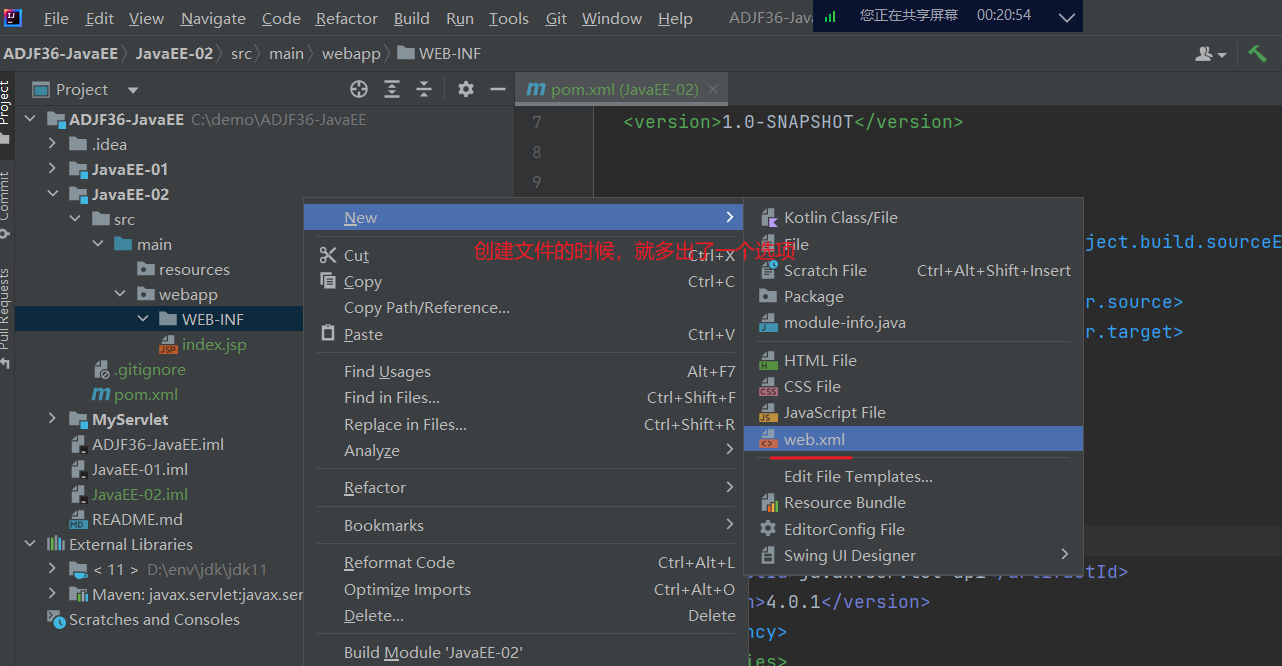 File Edit View Navigate Code Refactor Build Run Tools Git Window Help ADJF36-Java
您正在共享屏幕 00:20:54
ADJF36-JavaEE JavaEE-02 src main webapp WEB-INF
Project
pom.xml (JavaEE-02)
Project
Commit
Pull Requests
ADJF36-JavaEE C:\demo\ADJF36-JavaEE
.idea
JavaEE-01
JavaEE-02
src
main
resources
webapp
WEB-INF
index.jsp
.gitignore
pom.xml
MyServlet
ADJF36-JavaEE.iml
JavaEE-01.iml
JavaEE-02.iml
README.md
External Libraries
< 11 > D:\env\jdk\jdk11
Maven: javax.servlet:javax.ser
Scratches and Consoles
7 <version>1.0-SNAPSHOT</version>
8
9
New
Cut Ctrl+X
创建文件的时候，就多出了一个选项
Copy Ctrl+C
Copy Path/Reference...
Paste Ctrl+V
Find Usages Alt+F7
Find in Files... Ctrl+Shift+F
Replace in Files... Ctrl+Shift+R
Analyze
Refactor
Bookmarks
Reformat Code Ctrl+Alt+L
Optimize Imports Ctrl+Alt+O
Delete... Delete
Build Module 'JavaEE-02'
Kotlin Class/File
File
Scratch File Ctrl+Alt+Shift+Insert
Package
module-info.java
HTML File
CSS File
JavaScript File
web.xml
Edit File Templates...
Resource Bundle
EditorConfig File
Swing UI Designer
ject.build.sourceE
r.source>
r.target>
javax.servlet-api</artifactId>
n>4.0.1</version>
ncy>
ies>